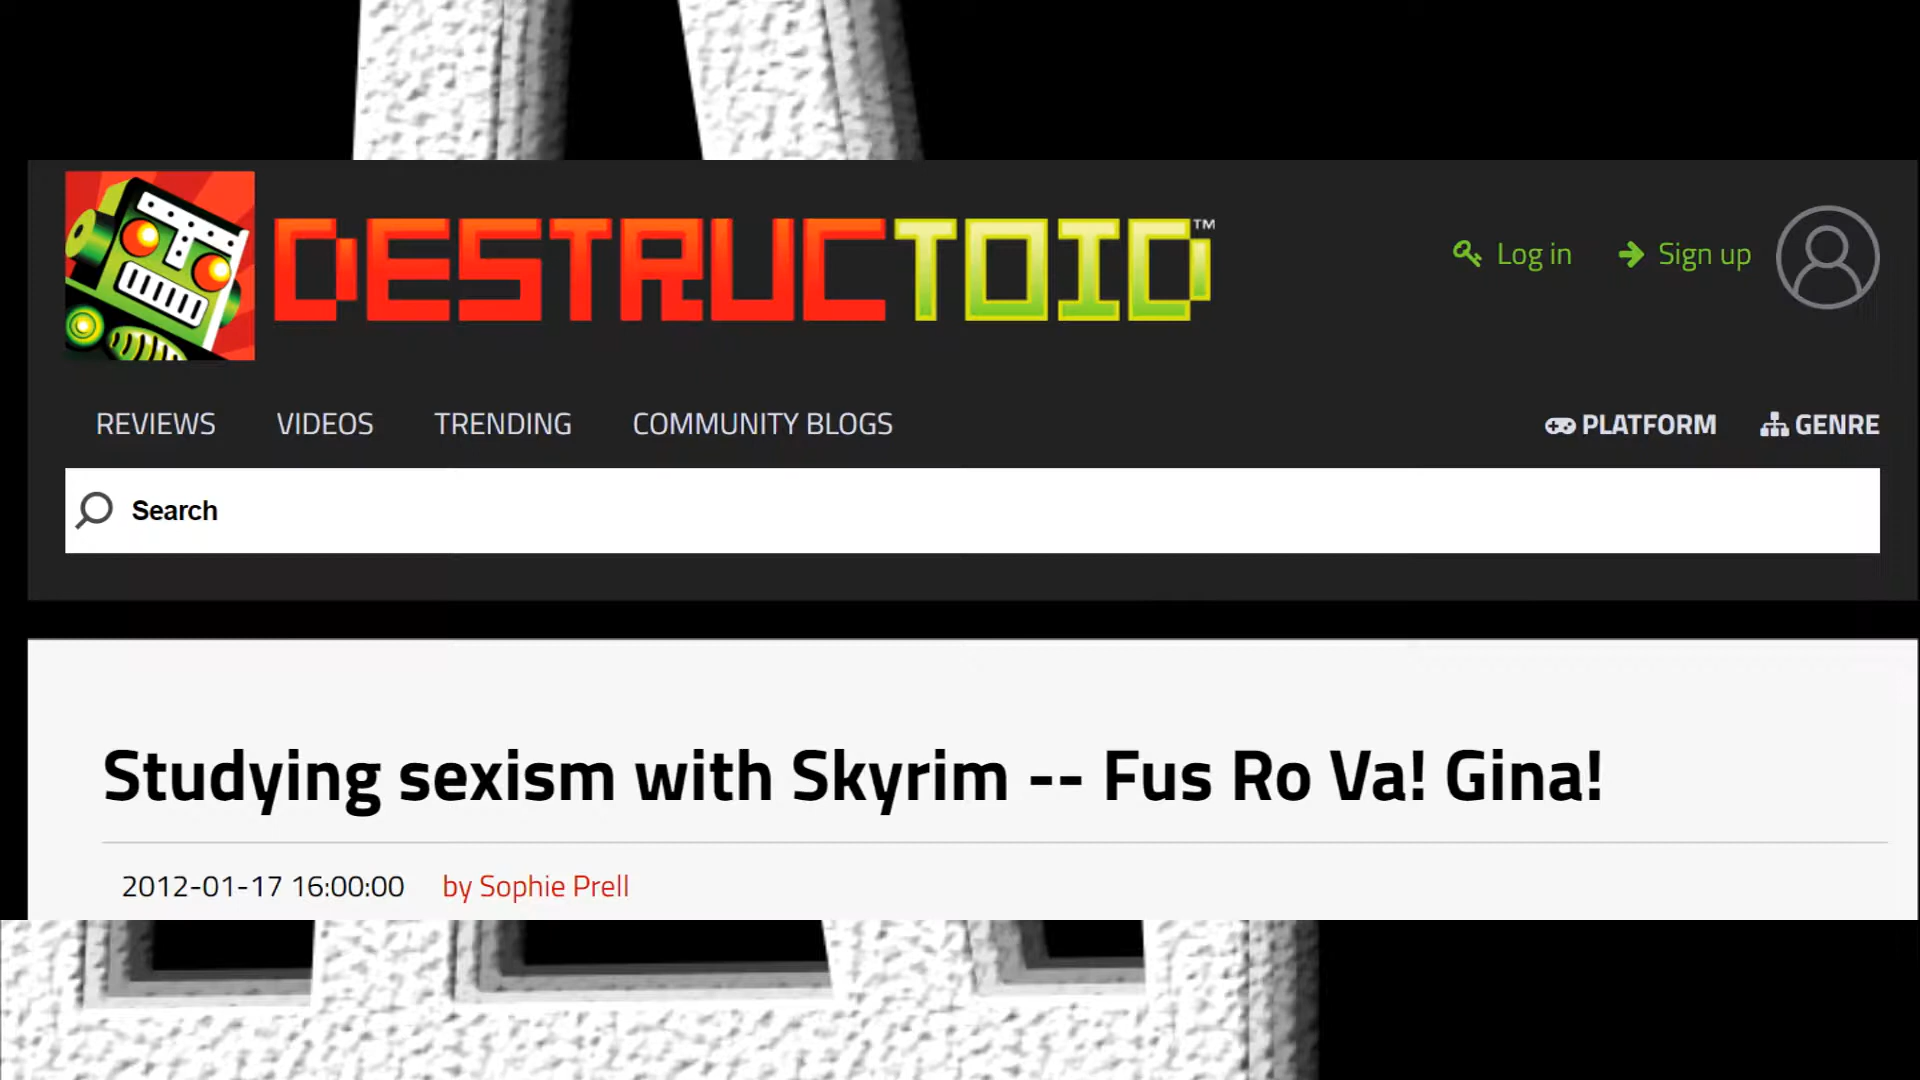 DESTRUCTOID™
Log in
Sign up
REVIEWS VIDEOS TRENDING COMMUNITY BLOGS
PLATFORM GENRE
Search
Studying sexism with Skyrim -- Fus Ro Va! Gina!
2012-01-17 16:00:00 by Sophie Prell